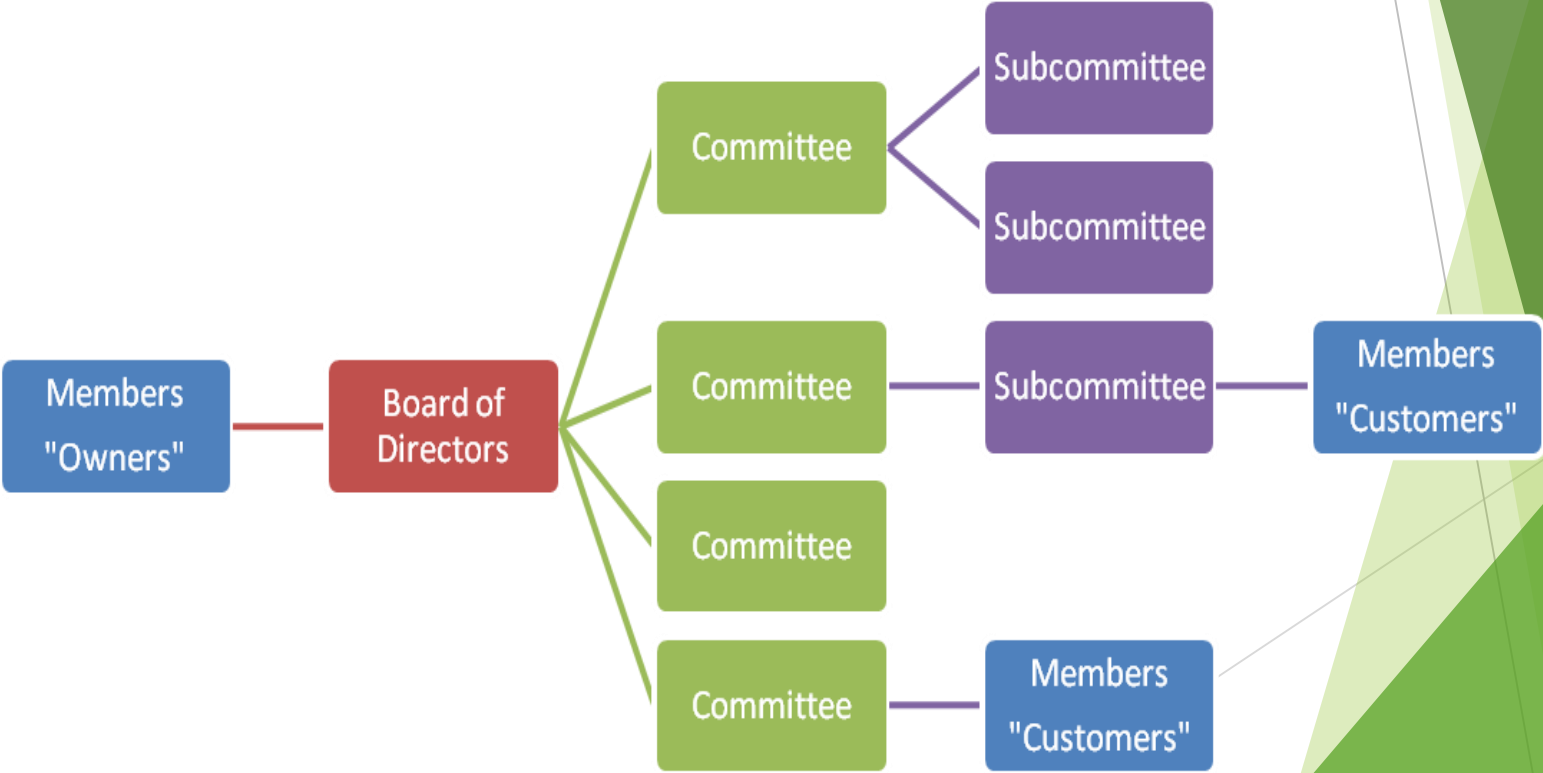 Members
"Owners"
Board of
Directors
Committee
Subcommittee
Subcommittee
Committee
Subcommittee
Members
"Customers"
Committee
Committee
Members
"Customers"